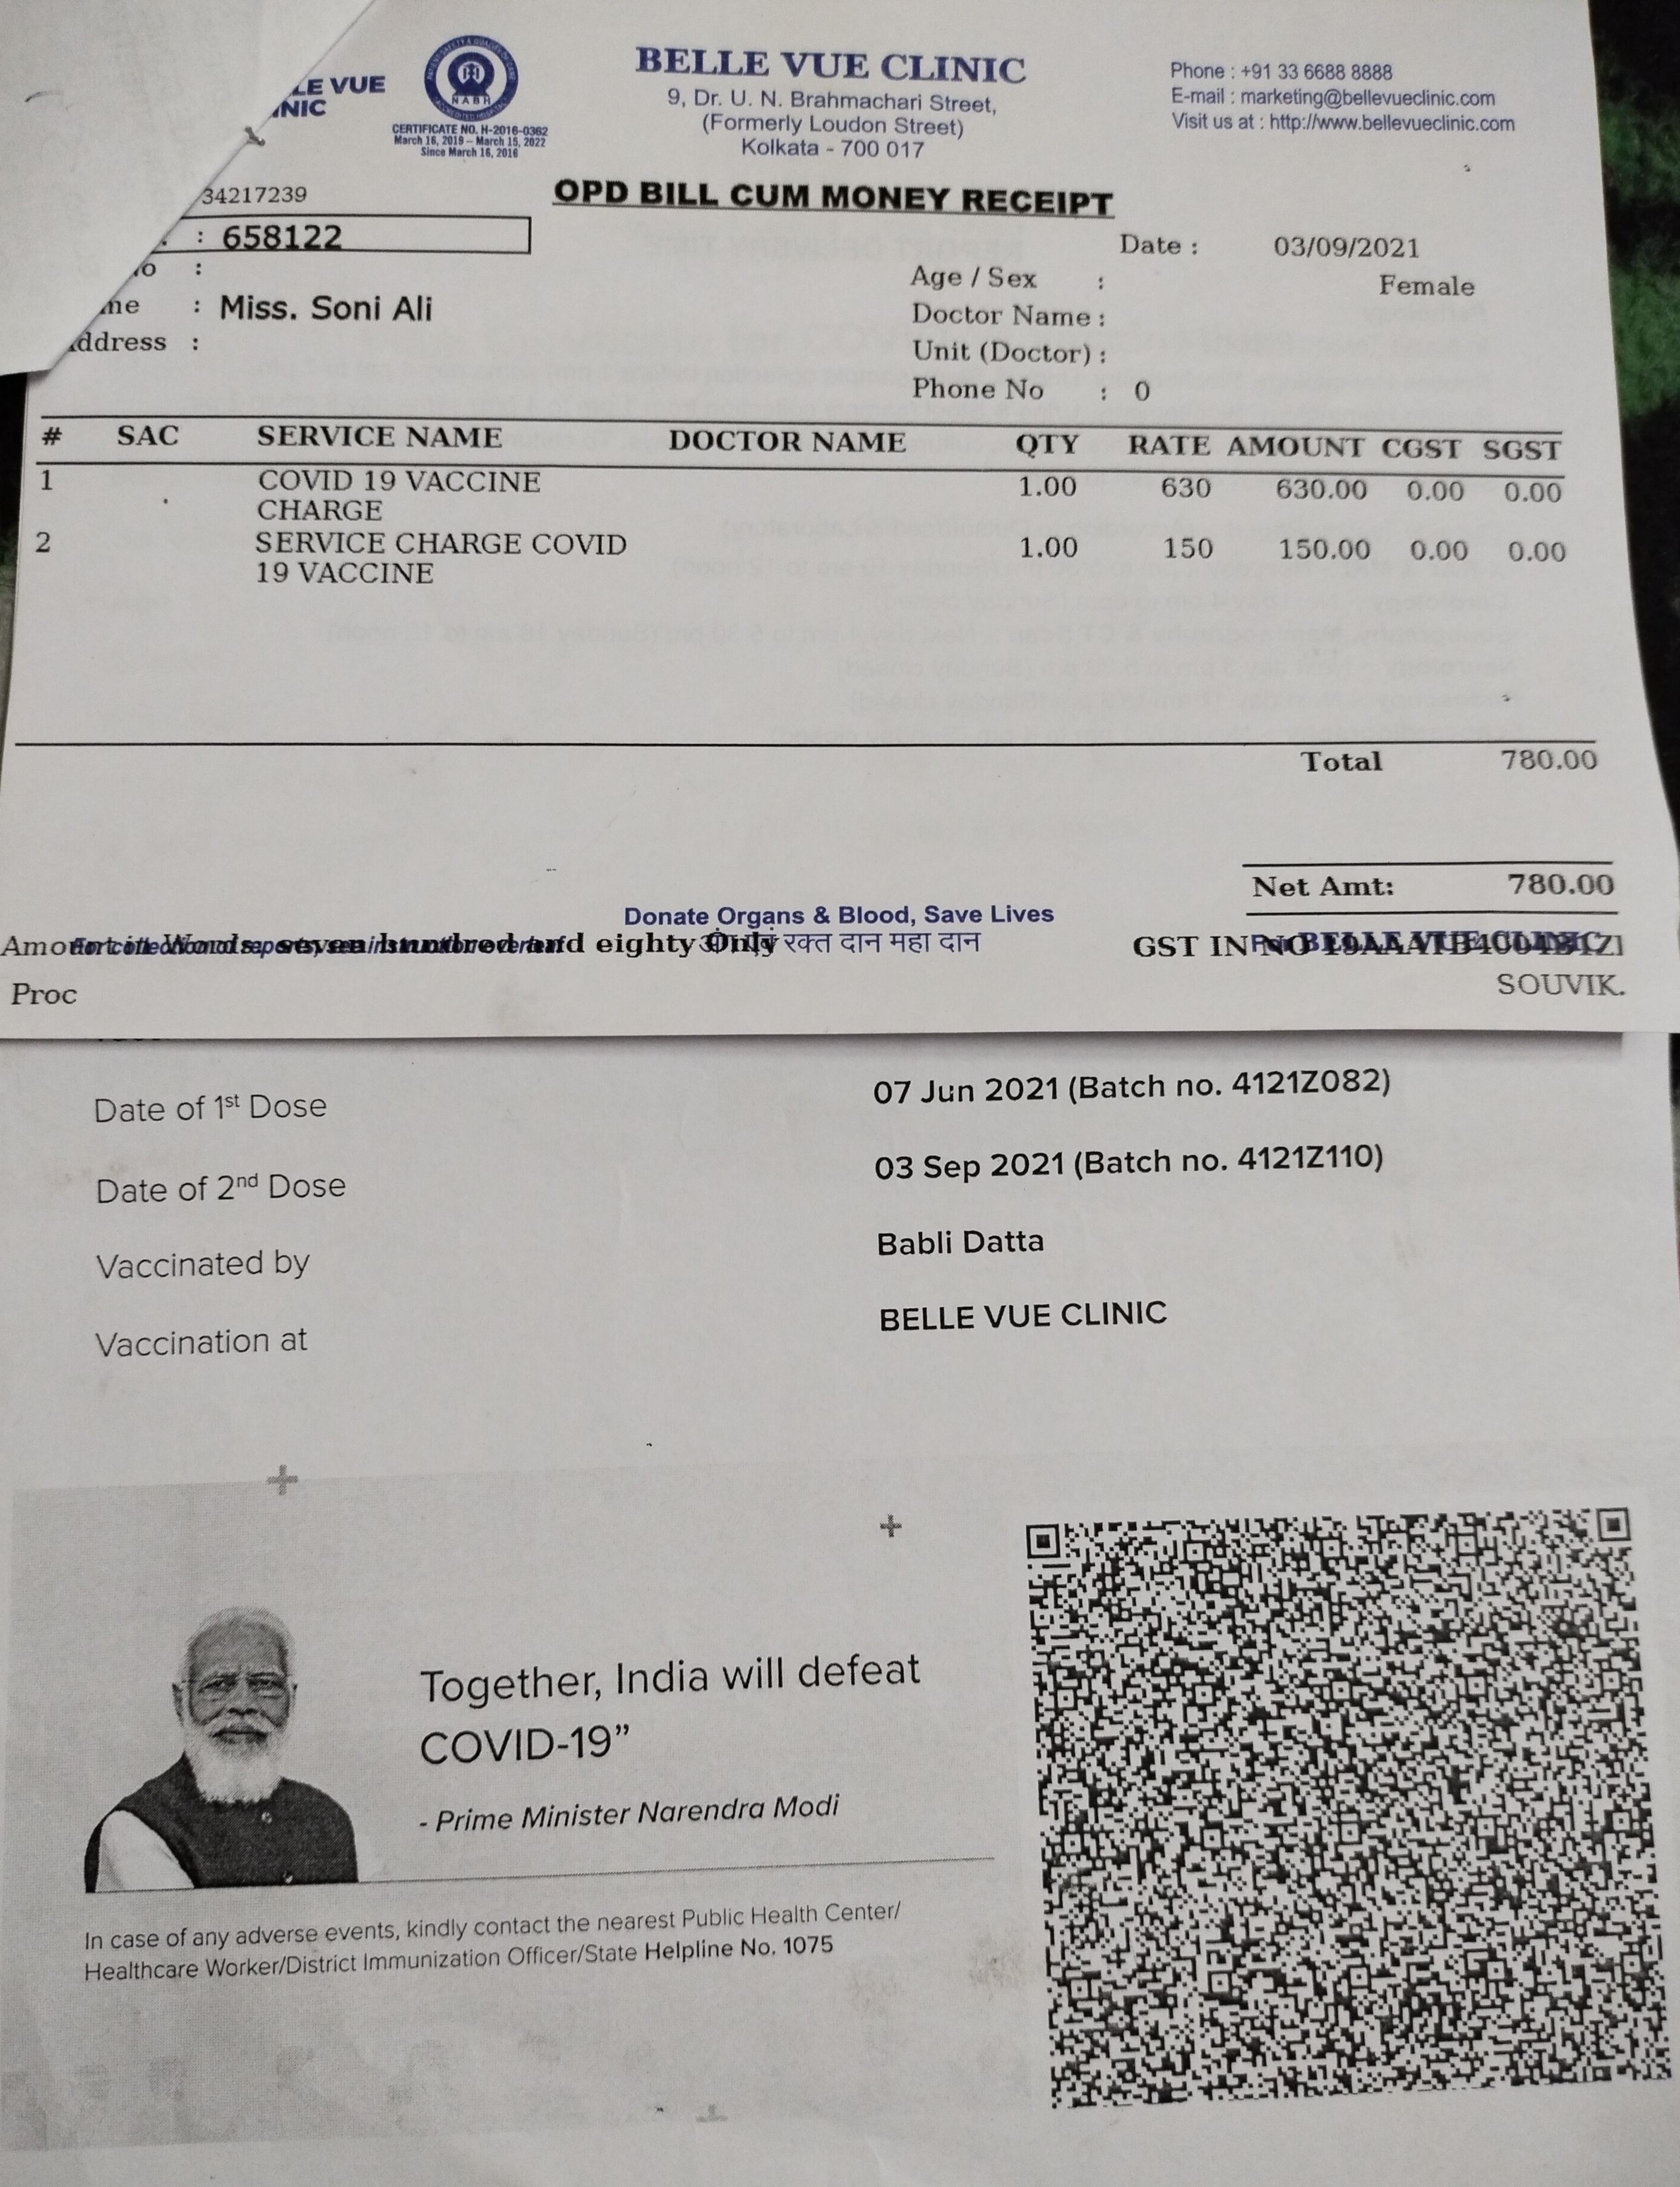 LE VUE
INIC
NABH
CERTIFICATE NO. H-2016-0362
March 16, 2019 – March 15, 2022
Since March 16, 2016
BELLE VUE CLINIC
9, Dr. U. N. Brahmachari Street,
(Formerly Loudon Street)
Kolkata - 700 017
Phone : +91 33 6688 8888
E-mail : marketing@bellevueclinic.com
Visit us at : http://www.bellevueclinic.com
34217239
OPD BILL CUM MONEY RECEIPT
: 658122
Date : 03/09/2021
o :
Age / Sex : Female
me : Miss. Soni Ali
Doctor Name :
ddress :
Unit (Doctor) :
Phone No : 0
# SAC SERVICE NAME DOCTOR NAME QTY RATE AMOUNT CGST SGST
1 COVID 19 VACCINE 1.00 630 630.00 0.00 0.00
CHARGE
2 SERVICE CHARGE COVID 1.00 150 150.00 0.00 0.00
19 VACCINE
Total 780.00
Net Amt: 780.00
Donate Organs & Blood, Save Lives
Amount in Words seven hundred and eighty Only रक्त दान महा दान GST IN NO
BELLE VUE CLINIC
Proc SOUVIK.
Date of 1st Dose 07 Jun 2021 (Batch no. 4121Z082)
Date of 2nd Dose 03 Sep 2021 (Batch no. 4121Z110)
Vaccinated by Babli Datta
Vaccination at BELLE VUE CLINIC
Together, India will defeat
COVID-19”
- Prime Minister Narendra Modi
In case of any adverse events, kindly contact the nearest Public Health Center/
Healthcare Worker/District Immunization Officer/State Helpline No. 1075